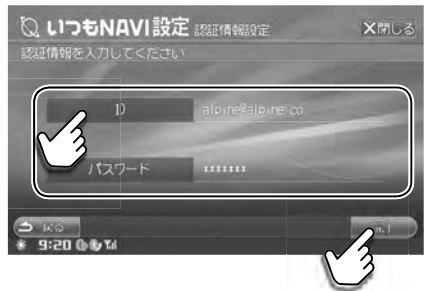 いつもNAVI設定 認証情報設定
×閉じる
認証情報を入力してください
ID alpine@alpine.co
パスワード *******
戻る
9:20